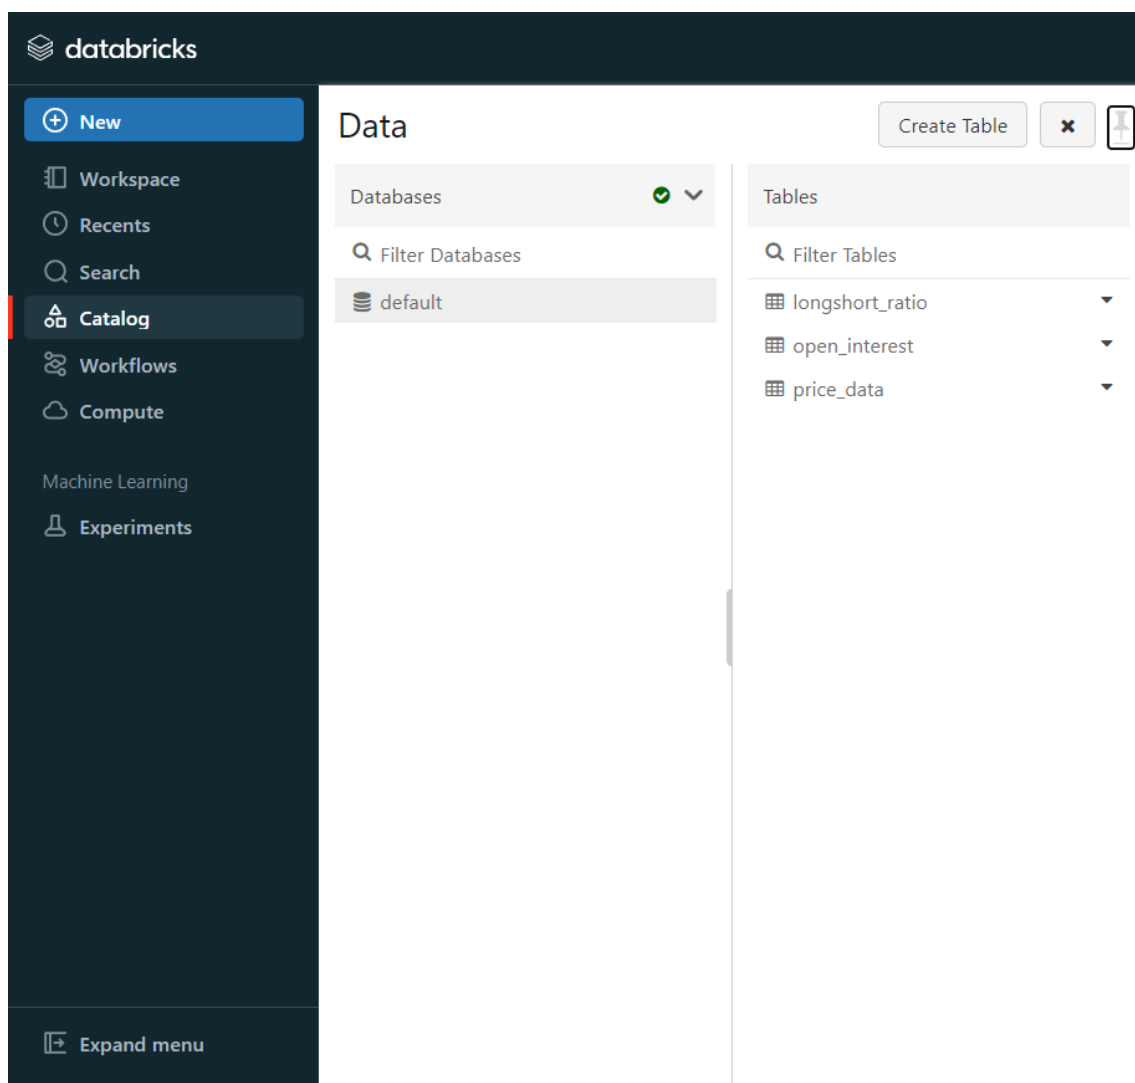 databricks
New
Workspace
Recents
Search
Catalog
Workflows
Compute
Machine Learning
Experiments
Expand menu
Data
Create Table
Databases
Filter Databases
default
Tables
Filter Tables
longshort_ratio
open_interest
price_data